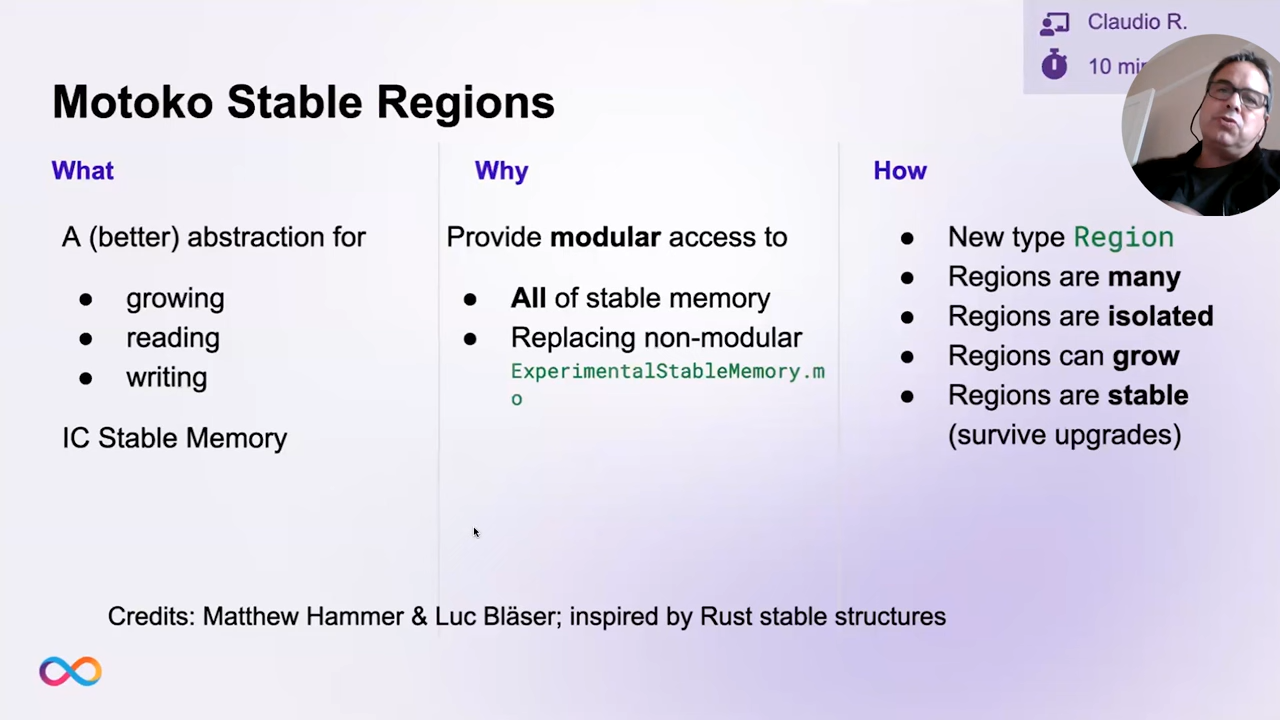 Claudio R.
10 min
Motoko Stable Regions
What
A (better) abstraction for
● growing
● reading
● writing
IC Stable Memory
Why
Provide modular access to
● All of stable memory
● Replacing non-modular
ExperimentalStableMemory.m
o
How
● New type Region
● Regions are many
● Regions are isolated
● Regions can grow
● Regions are stable
(survive upgrades)
Credits: Matthew Hammer & Luc Bläser; inspired by Rust stable structures